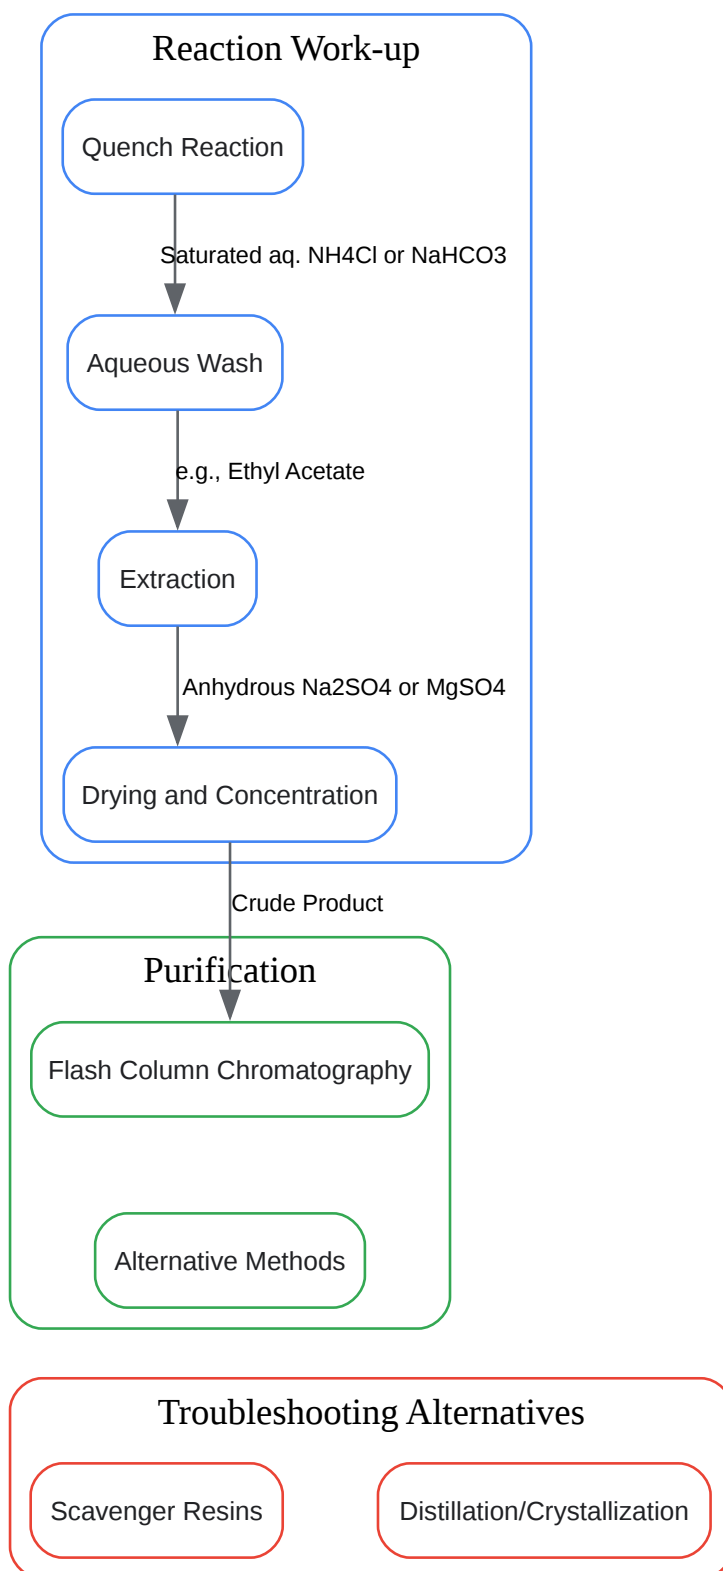 Reaction Work-up
Quench Reaction
Saturated aq. NH4Cl or NaHCO3
Aqueous Wash
e.g., Ethyl Acetate
Extraction
Anhydrous Na2SO4 or MgSO4
Drying and Concentration
Crude Product
Purification
Flash Column Chromatography
Alternative Methods
Troubleshooting Alternatives
Scavenger Resins
Distillation/Crystallization